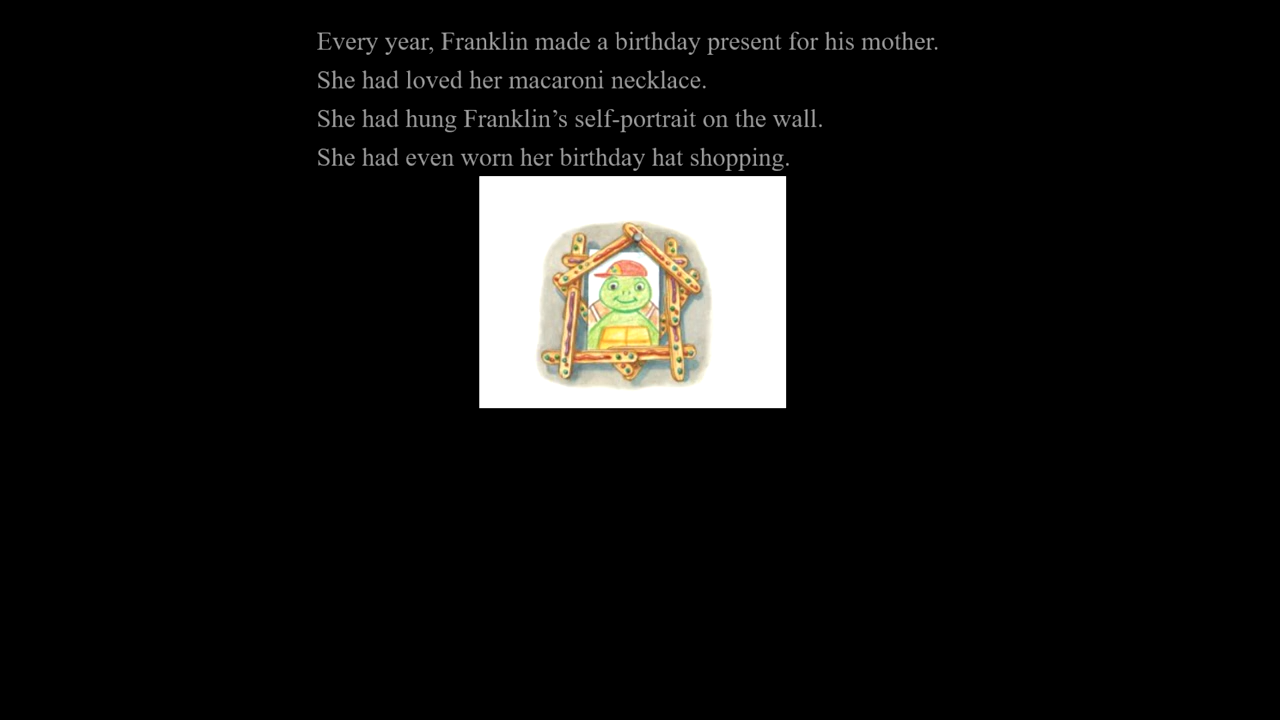 Every year, Franklin made a birthday present for his mother.
She had loved her macaroni necklace.
She had hung Franklin’s self-portrait on the wall.
She had even worn her birthday hat shopping.